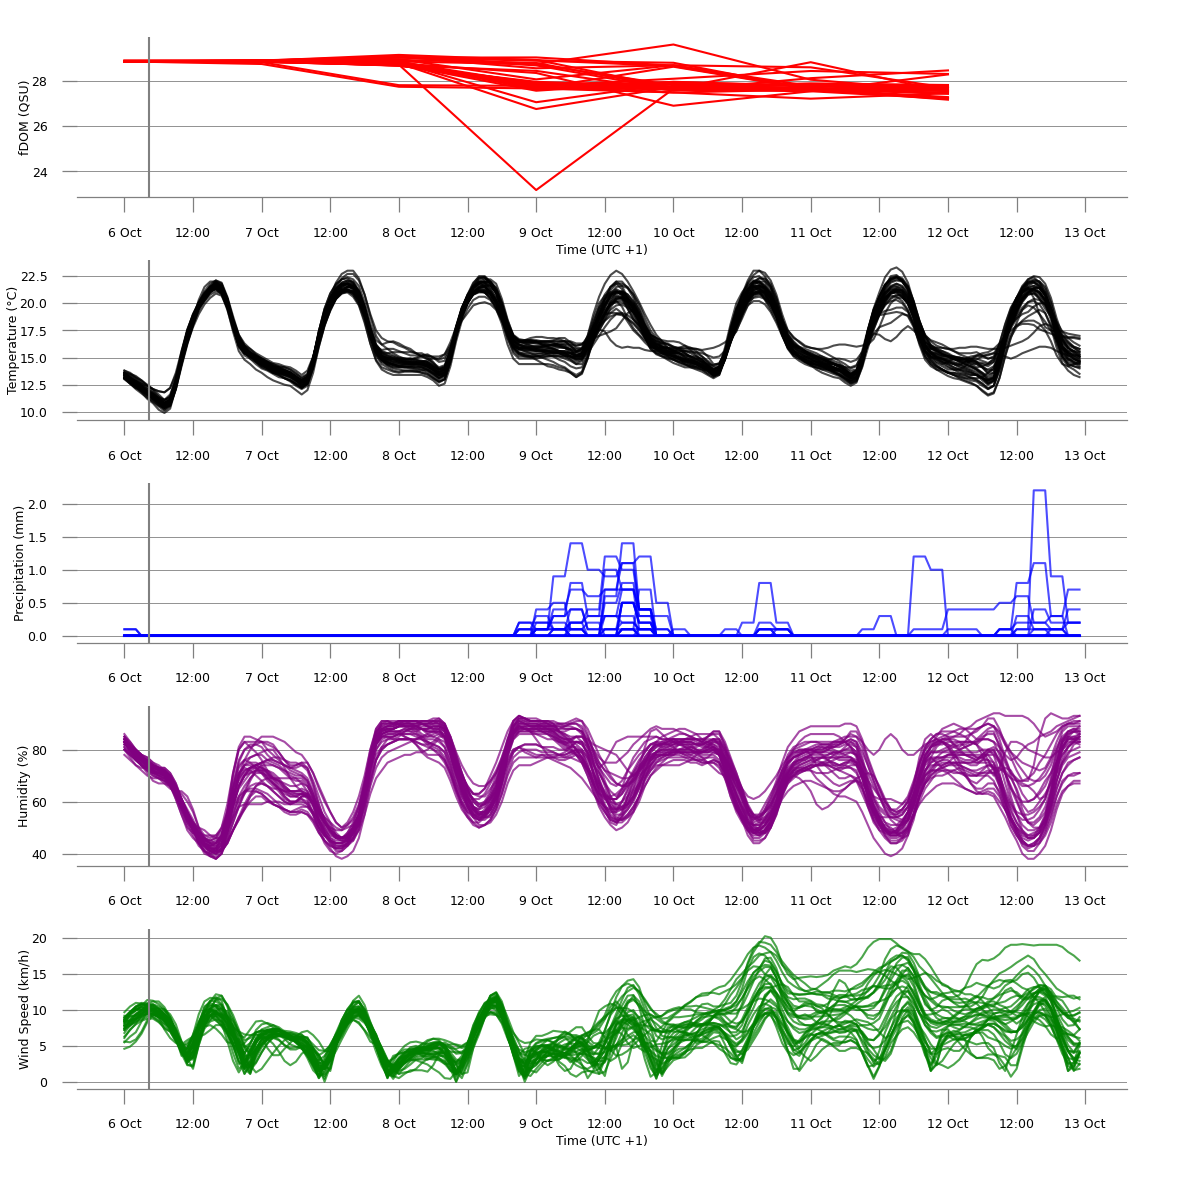 28
26
24
fDOM (QSU)
6 Oct 12:00 7 Oct 12:00 8 Oct 12:00 9 Oct 12:00 10 Oct 12:00 11 Oct 12:00 12 Oct 12:00 13 Oct
Time (UTC +1)
22.5
20.0
17.5
15.0
12.5
10.0
Temperature (°C)
6 Oct 12:00 7 Oct 12:00 8 Oct 12:00 9 Oct 12:00 10 Oct 12:00 11 Oct 12:00 12 Oct 12:00 13 Oct
2.0
1.5
1.0
0.5
0.0
Precipitation (mm)
6 Oct 12:00 7 Oct 12:00 8 Oct 12:00 9 Oct 12:00 10 Oct 12:00 11 Oct 12:00 12 Oct 12:00 13 Oct
80
60
40
Humidity (%)
6 Oct 12:00 7 Oct 12:00 8 Oct 12:00 9 Oct 12:00 10 Oct 12:00 11 Oct 12:00 12 Oct 12:00 13 Oct
20
15
10
5
0
Wind Speed (km/h)
6 Oct 12:00 7 Oct 12:00 8 Oct 12:00 9 Oct 12:00 10 Oct 12:00 11 Oct 12:00 12 Oct 12:00 13 Oct
Time (UTC +1)